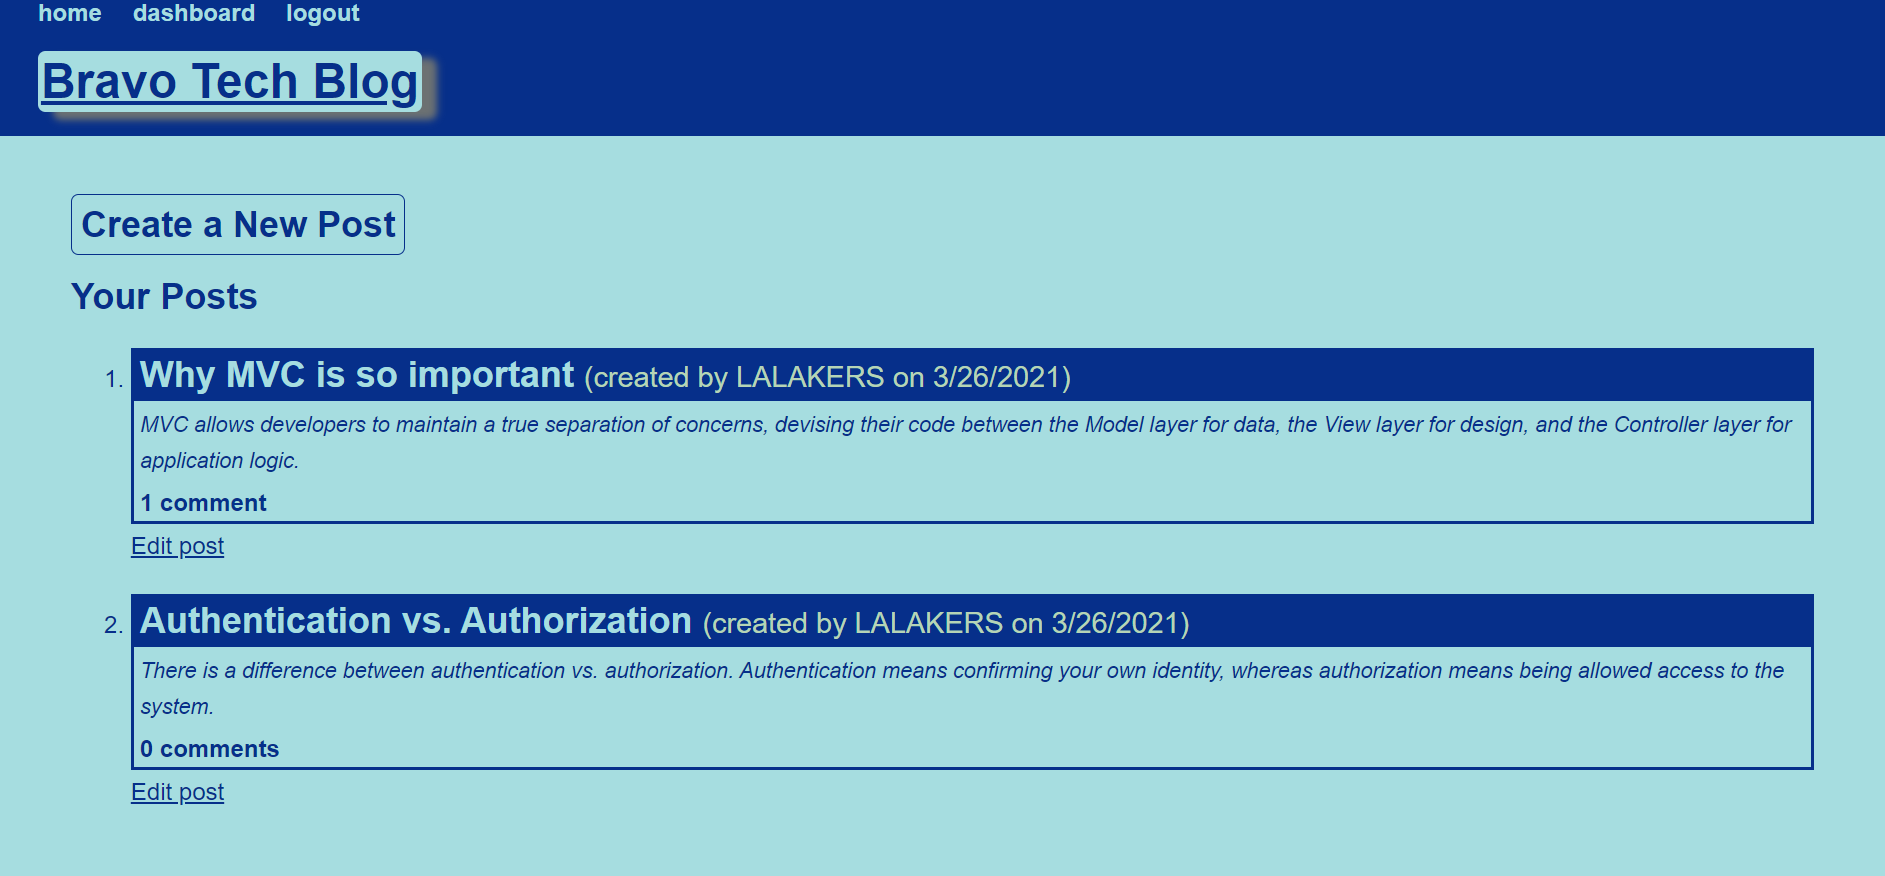 home dashboard logout
Bravo Tech Blog
Create a New Post
Your Posts
1. Why MVC is so important (created by LALAKERS on 3/26/2021)
MVC allows developers to maintain a true separation of concerns, devising their code between the Model layer for data, the View layer for design, and the Controller layer for
application logic.
1 comment
Edit post
2. Authentication vs. Authorization (created by LALAKERS on 3/26/2021)
There is a difference between authentication vs. authorization. Authentication means confirming your own identity, whereas authorization means being allowed access to the
system.
0 comments
Edit post